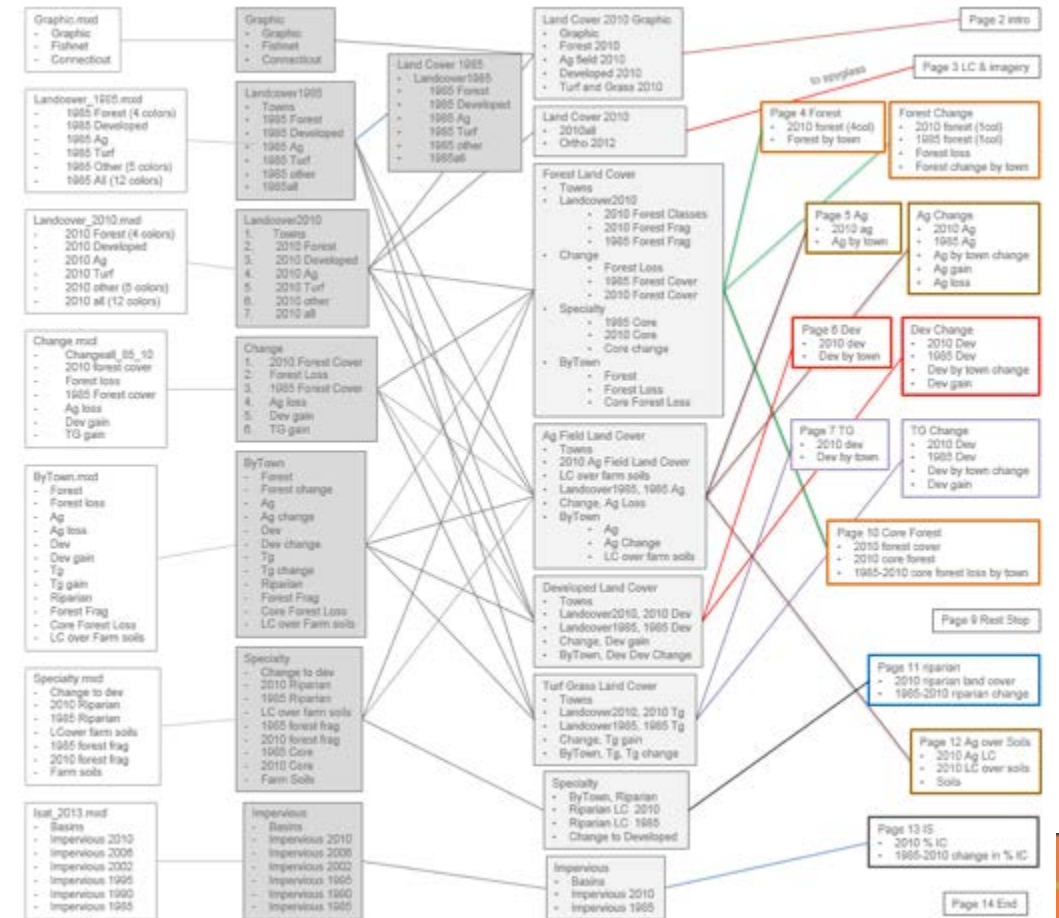 Graphic.mxd
- Graphic
- Fishnet
- Connecticut
Landcover_1985.mxd
- 1985 Forest (4 colors)
- 1985 Developed
- 1985 Ag
- 1985 Turf
- 1985 Other (5 colors)
- 1985 All (12 colors)
Landcover_2010.mxd
- 2010 Forest (4 colors)
- 2010 Developed
- 2010 Ag
- 2010 Turf
- 2010 other (5 colors)
- 2010 all (12 colors)
Change.mxd
- Changeall_85_10
- 2010 forest cover
- Forest loss
- 1985 Forest cover
- Ag loss
- Dev gain
- TG gain
ByTown.mxd
- Forest
- Forest loss
- Ag
- Ag loss
- Dev
- Dev gain
- Tg
- Tg gain
- Riparian
- Forest Frag
- Core Forest Loss
- LC over Farm soils
Specialty.mxd
- Change to dev
- 2010 Riparian
- 1985 Riparian
- LCover farm soils
- 1985 forest frag
- 2010 forest frag
- Farm soils
Isat_2013.mxd
- Basins
- Impervious 2010
- Impervious 2006
- Impervious 2002
- Impervious 1995
- Impervious 1990
- Impervious 1985
Graphic
- Graphic
- Fishnet
- Connecticut
Landcover1985
- Towns
- 1985 Forest
- 1985 Developed
- 1985 Ag
- 1985 Turf
- 1985 other
- 1985all
Landcover2010
1. Towns
2. 2010 Forest
3. 2010 Developed
4. 2010 Ag
5. 2010 Turf
6. 2010 other
7. 2010 all
Change
1. 2010 Forest Cover
2. Forest Loss
3. 1985 Forest Cover
4. Ag loss
5. Dev gain
6. TG gain
ByTown
- Forest
- Forest change
- Ag
- Ag change
- Dev
- Dev change
- Tg
- Tg change
- Riparian
- Forest Frag
- Core Forest Loss
- LC over Farm soils
Specialty
- Change to dev
- 2010 Riparian
- 1985 Riparian
- LC over farm soils
- 1985 forest frag
- 2010 forest frag
- 1985 Core
- 2010 Core
- Farm Soils
Impervious
- Basins
- Impervious 2010
- Impervious 2006
- Impervious 2002
- Impervious 1995
- Impervious 1990
- Impervious 1985
Land Cover 1985
• Landcover1985
• 1985 Forest
• 1985 Developed
• 1985 Ag
• 1985 Turf
• 1985 other
• 1985all
Land Cover 2010 Graphic
• Graphic
• Forest 2010
• Ag field 2010
• Developed 2010
• Turf and Grass 2010
Land Cover 2010
• 2010all
• Ortho 2012
Forest Land Cover
• Towns
• Landcover2010
• 2010 Forest Classes
• 2010 Forest Frag
• 1985 Forest Frag
• Change
• Forest Loss
• 1985 Forest Cover
• 2010 Forest Cover
• Specialty
• 1985 Core
• 2010 Core
• Core change
• ByTown
• Forest
• Forest Loss
• Core Forest Loss
Ag Field Land Cover
• Towns
• 2010 Ag Field Land Cover
• LC over farm soils
• Landcover1985, 1985 Ag
• Change, Ag Loss
• ByTown
• Ag
• Ag Change
• LC over farm soils
Developed Land Cover
• Towns
• Landcover2010, 2010 Dev
• Landcover1985, 1985 Dev
• Change, Dev gain
• ByTown, Dev Dev Change
Turf Grass Land Cover
• Towns
• Landcover2010, 2010 Tg
• Landcover1985, 1985 Tg
• Change, Tg gain
• ByTown, Tg, Tg change
Specialty
• ByTown, Riparian
• Riparian LC 2010
• Riparian LC 1985
• Change to Developed
Impervious
• Basins
• Impervious 2010
• Impervious 1985
Page 2 intro
Page 3 LC & imagery
to spyglass
Page 4 Forest
• 2010 forest (4col)
• Forest by town
Forest Change
• 2010 forest (1col)
• 1985 forest (1col)
• Forest loss
• Forest change by town
Page 5 Ag
• 2010 ag
• Ag by town
Ag Change
• 2010 Ag
• 1985 Ag
• Ag by town change
• Ag gain
• Ag loss
Page 6 Dev
• 2010 dev
• Dev by town
Dev Change
• 2010 Dev
• 1985 Dev
• Dev by town change
• Dev gain
Page 7 TG
• 2010 dev
• Dev by town
TG Change
• 2010 Dev
• 1985 Dev
• Dev by town change
• Dev gain
Page 10 Core Forest
• 2010 forest cover
• 2010 core forest
• 1985-2010 core forest loss by town
Page 9 Rest Stop
Page 11 riparian
• 2010 riparian land cover
• 1985-2010 riparian change
Page 12 Ag over Soils
• 2010 Ag LC
• 2010 LC over soils
• Soils
Page 13 IS
• 2010 % IC
• 1985-2010 change in % IC
Page 14 End